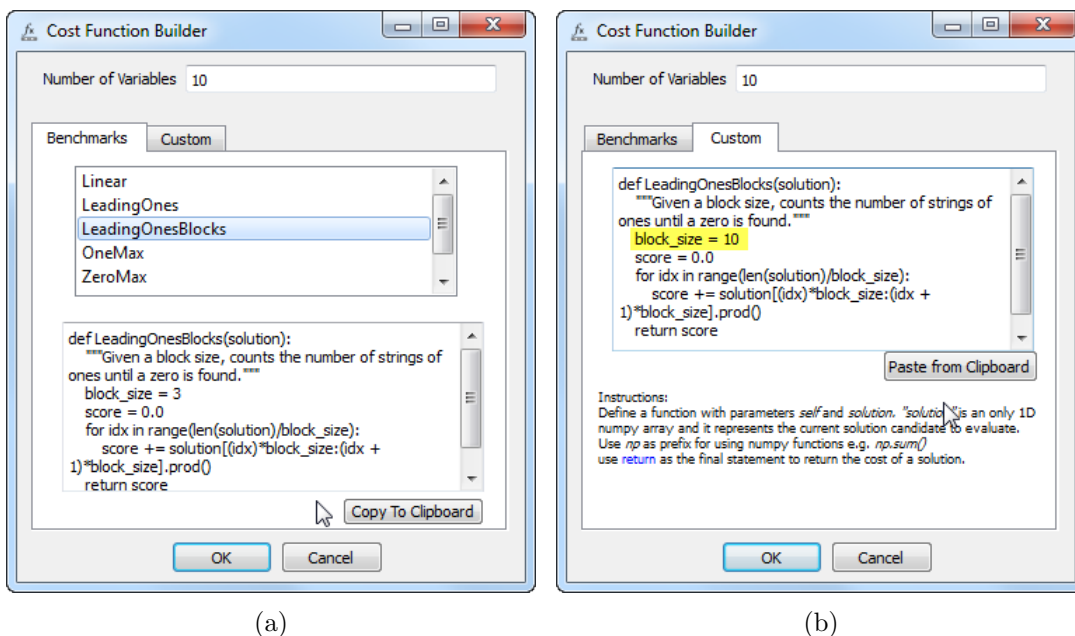 Cost Function Builder
Number of Variables 10
Benchmarks Custom
Linear
LeadingOnes
LeadingOnesBlocks
OneMax
ZeroMax
def LeadingOnesBlocks(solution):
"""Given a block size, counts the number of strings of
ones until a zero is found."""
block_size = 3
score = 0.0
for idx in range(len(solution)/block_size):
score += solution[(idx)*block_size:(idx +
1)*block_size].prod()
return score
Copy To Clipboard
OK Cancel
(a)
Cost Function Builder
Number of Variables 10
Benchmarks Custom
def LeadingOnesBlocks(solution):
"""Given a block size, counts the number of strings of
ones until a zero is found."""
block_size = 10
score = 0.0
for idx in range(len(solution)/block_size):
score += solution[(idx)*block_size:(idx +
1)*block_size].prod()
return score
Paste from Clipboard
Instructions:
Define a function with parameters self and solution. "solution" is an only 1D
numpy array and it represents the current solution candidate to evaluate.
Use np as prefix for using numpy functions e.g. np.sum()
use return as the final statement to return the cost of a solution.
OK Cancel
(b)